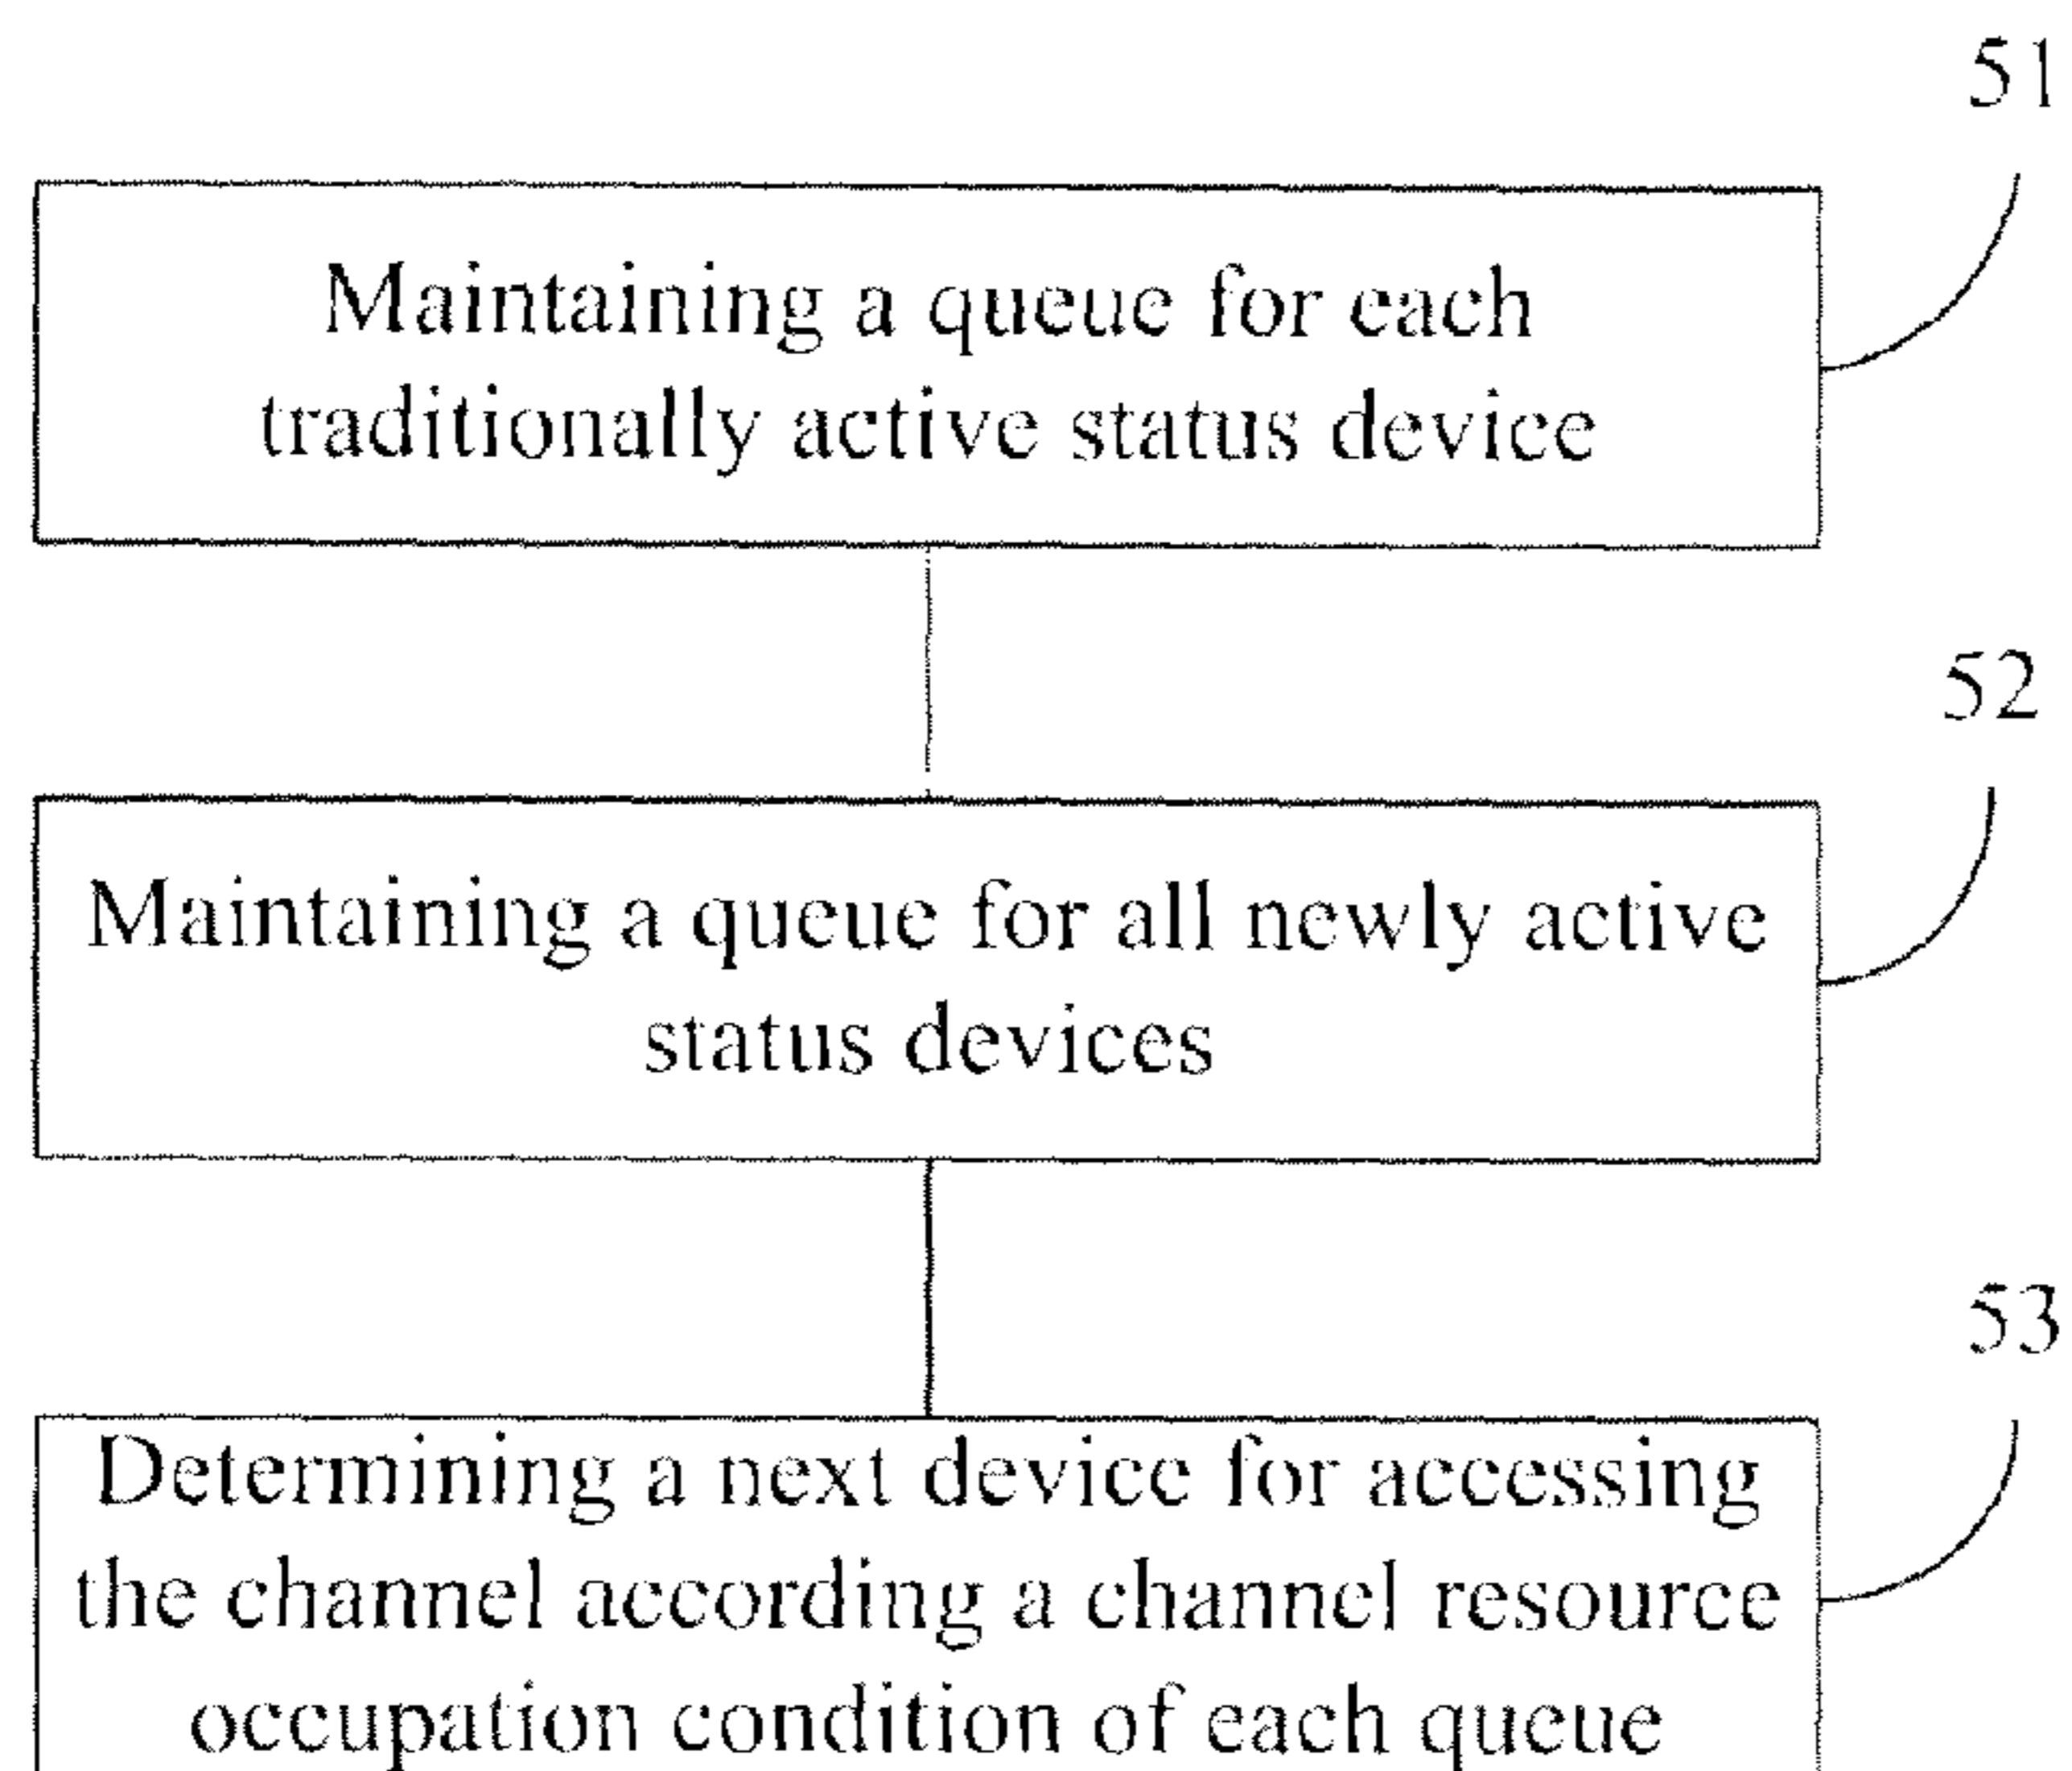 51
Maintaining a queue for each
traditionally active status device
52
Maintaining a queue for all newly active
status devices
53
Determining a next device for accessing
the channel according a channel resource
occupation condition of each queue